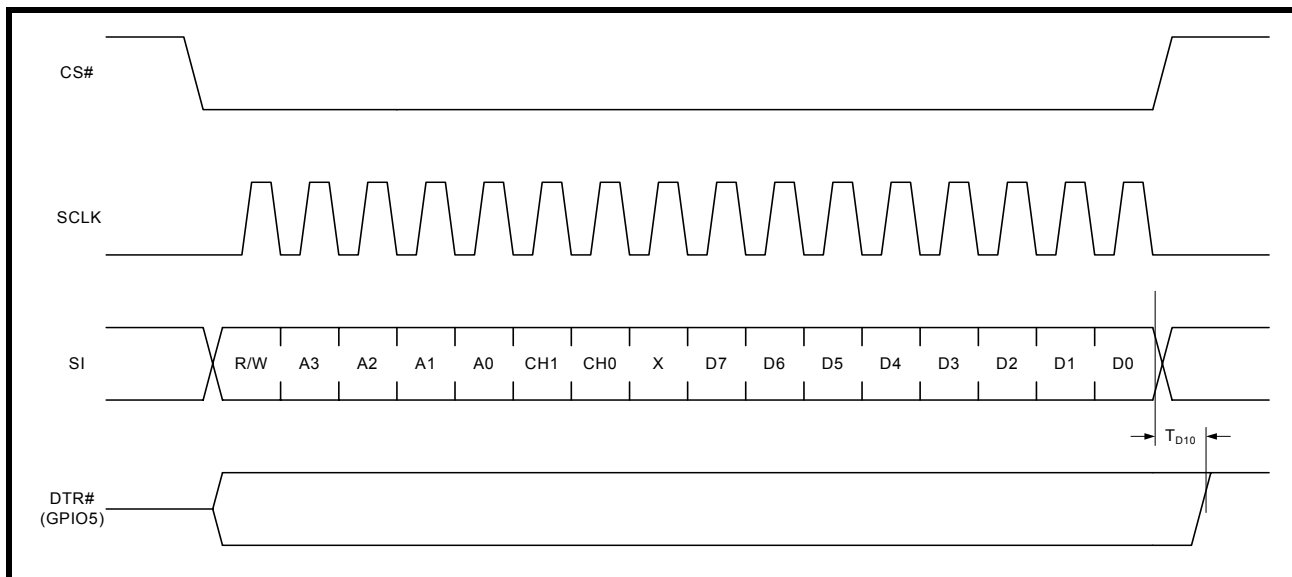 CS#
SCLK
SI
R/W A3 A2 A1 A0 CH1 CH0 X D7 D6 D5 D4 D3 D2 D1 D0
TD10
DTR#
(GPIO5)